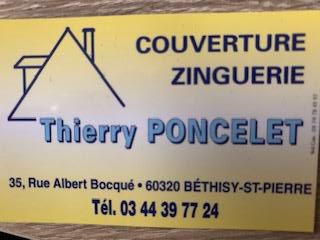 COUVERTURE
ZINGUERIE
Thierry PONCELET
35, Rue Albert Bocqué • 60320 BÉTHISY-ST-PIERRE
Tél. 03 44 39 77 24